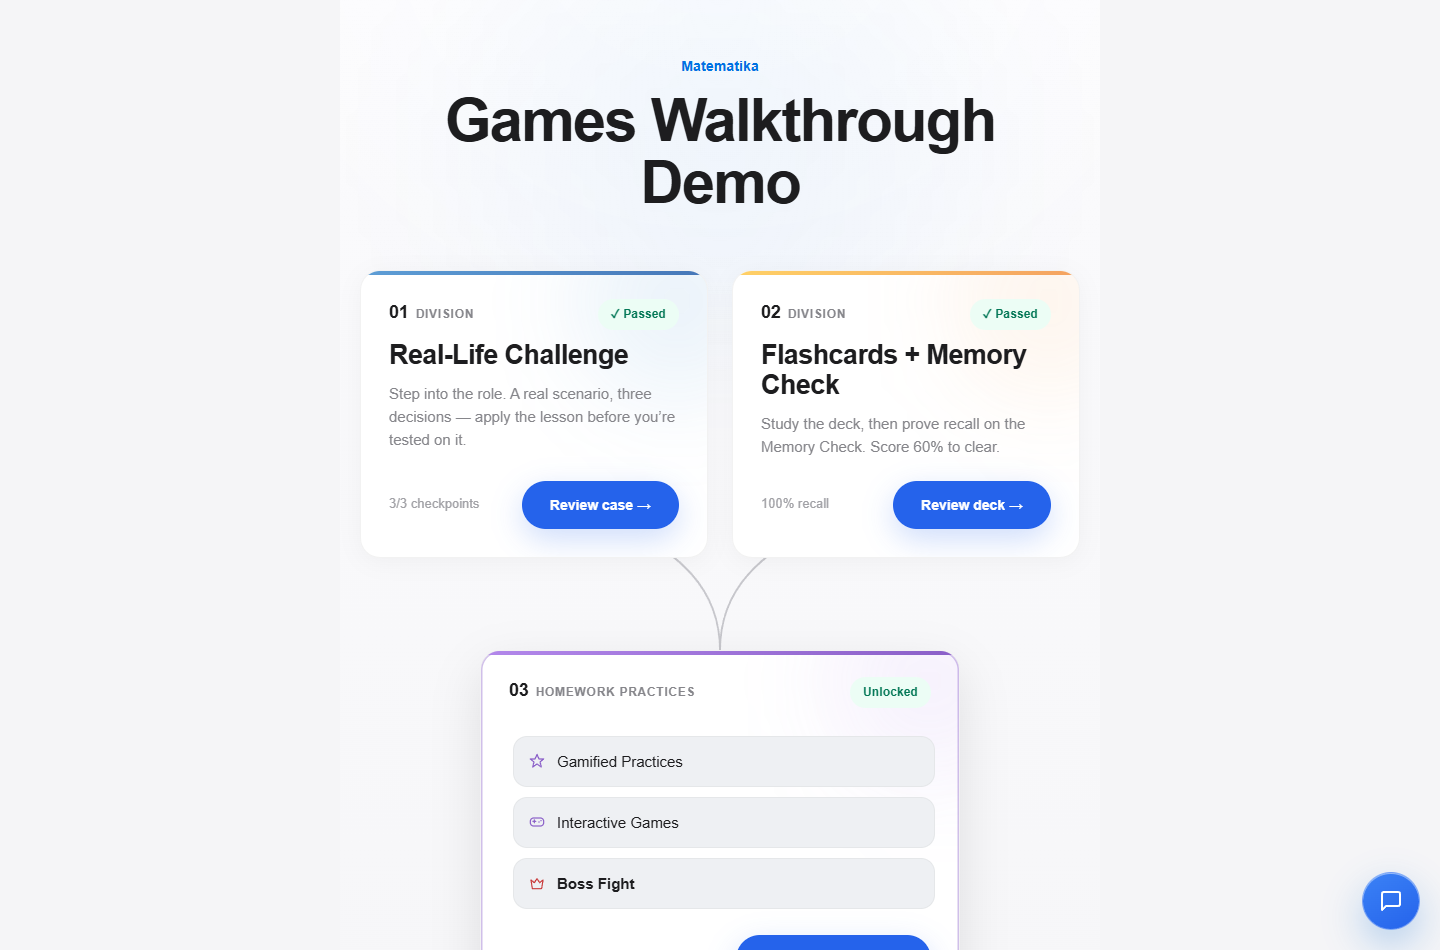 Matematika
Games Walkthrough
Demo
01 DIVISION
✓ Passed
Real-Life Challenge
Step into the role. A real scenario, three
decisions — apply the lesson before you’re
tested on it.
3/3 checkpoints
Review case →
02 DIVISION
✓ Passed
Flashcards + Memory
Check
Study the deck, then prove recall on the
Memory Check. Score 60% to clear.
100% recall
Review deck →
03 HOMEWORK PRACTICES
Unlocked
Gamified Practices
Interactive Games
Boss Fight